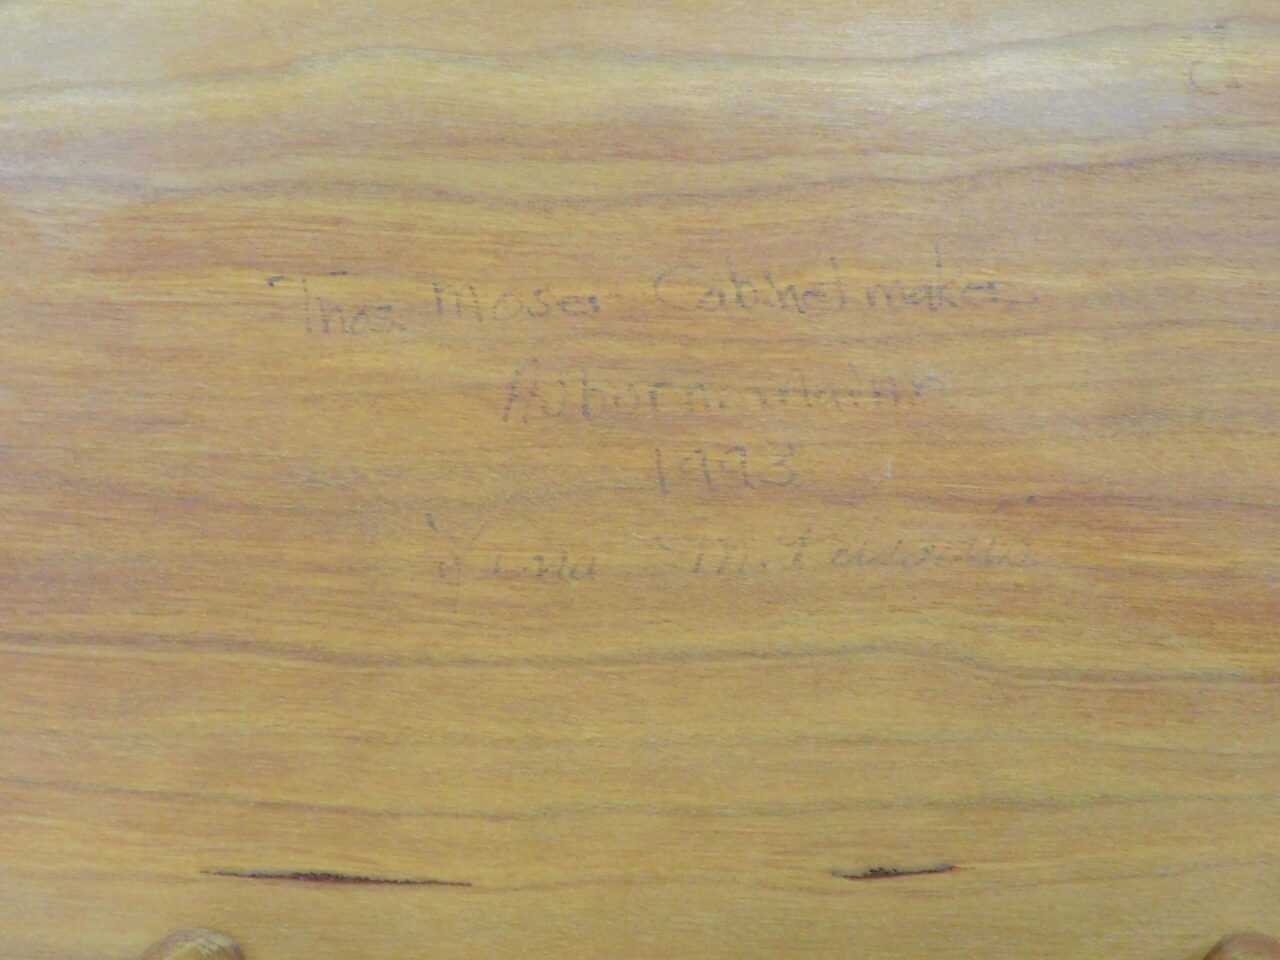 Thos. Moser Cabinetmaker
Auburn. Maine
1993
M.